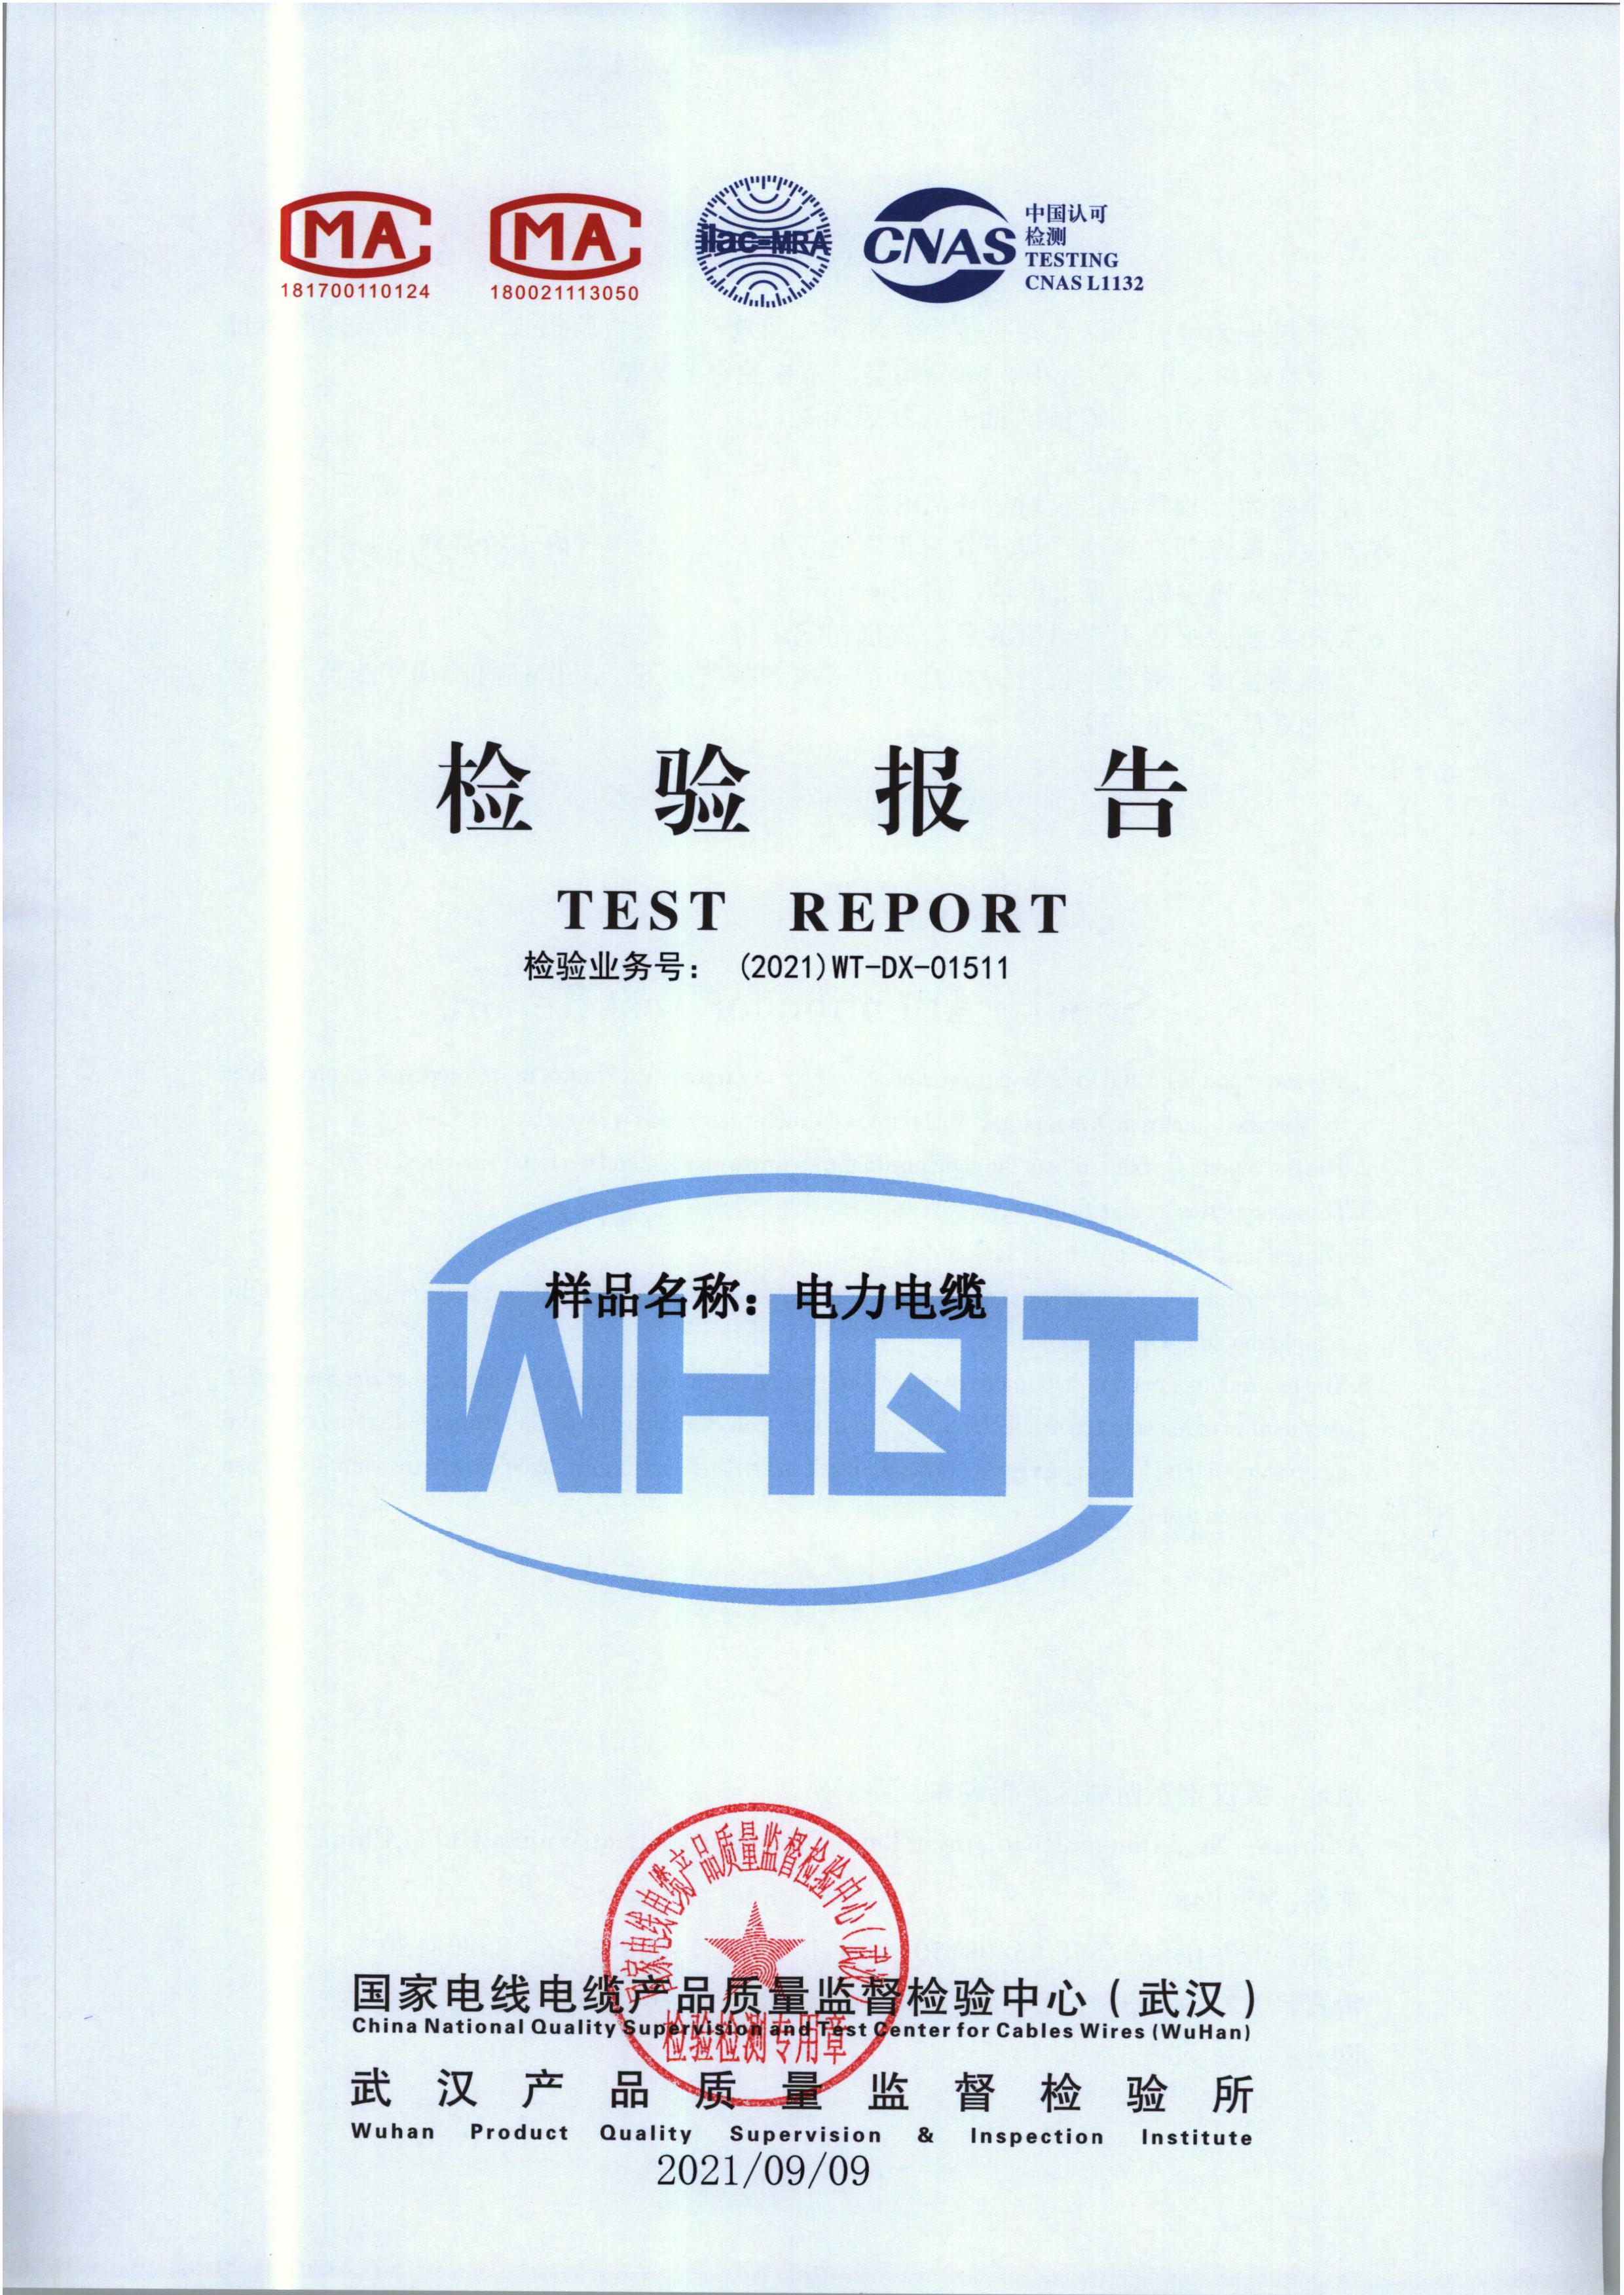 MA
181700110124
MA
180021113050
ilac-MRA
CNAS
中国认可
检测
TESTING
CNAS L1132
检验报告
TEST REPORT
检验业务号： (2021)WT-DX-01511
样品名称：电力电缆
WHQT
国家电线电缆产品质量监督检验中心（武汉）
检验检测专用章
国家电线电缆产品质量监督检验中心（武汉）
China National Quality Supervision and Test Center for Cables Wires (WuHan)
武汉产品质量监督检验所
Wuhan Product Quality Supervision & Inspection Institute
2021/09/09